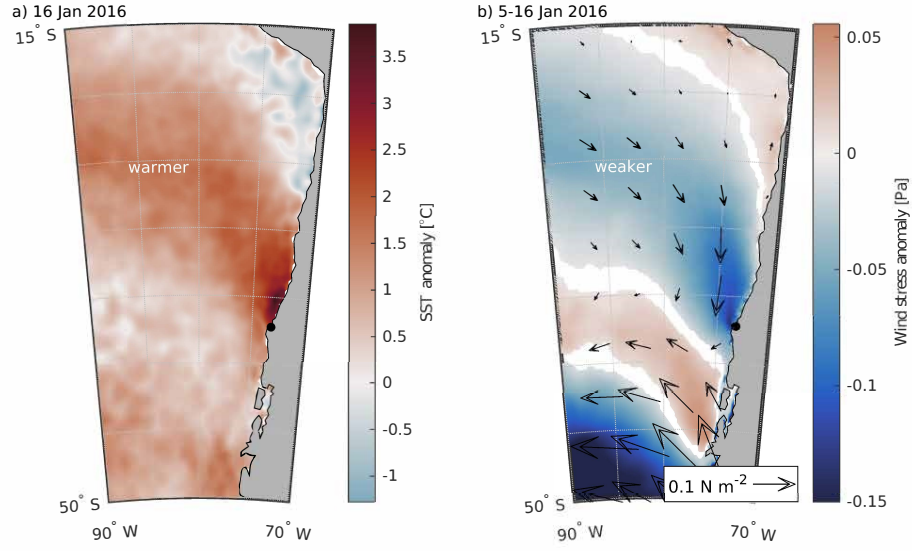 a) 16 Jan 2016
15° S
warmer
50° S
90° W
70° W
3.5
3
2.5
2
1.5
1
0.5
0
-0.5
-1
SST anomaly [°C]
b) 5-16 Jan 2016
15° S
weaker
0.1 N m-2
50° S
90° W
70° W
0.05
0
-0.05
-0.1
-0.15
Wind stress anomaly [Pa]